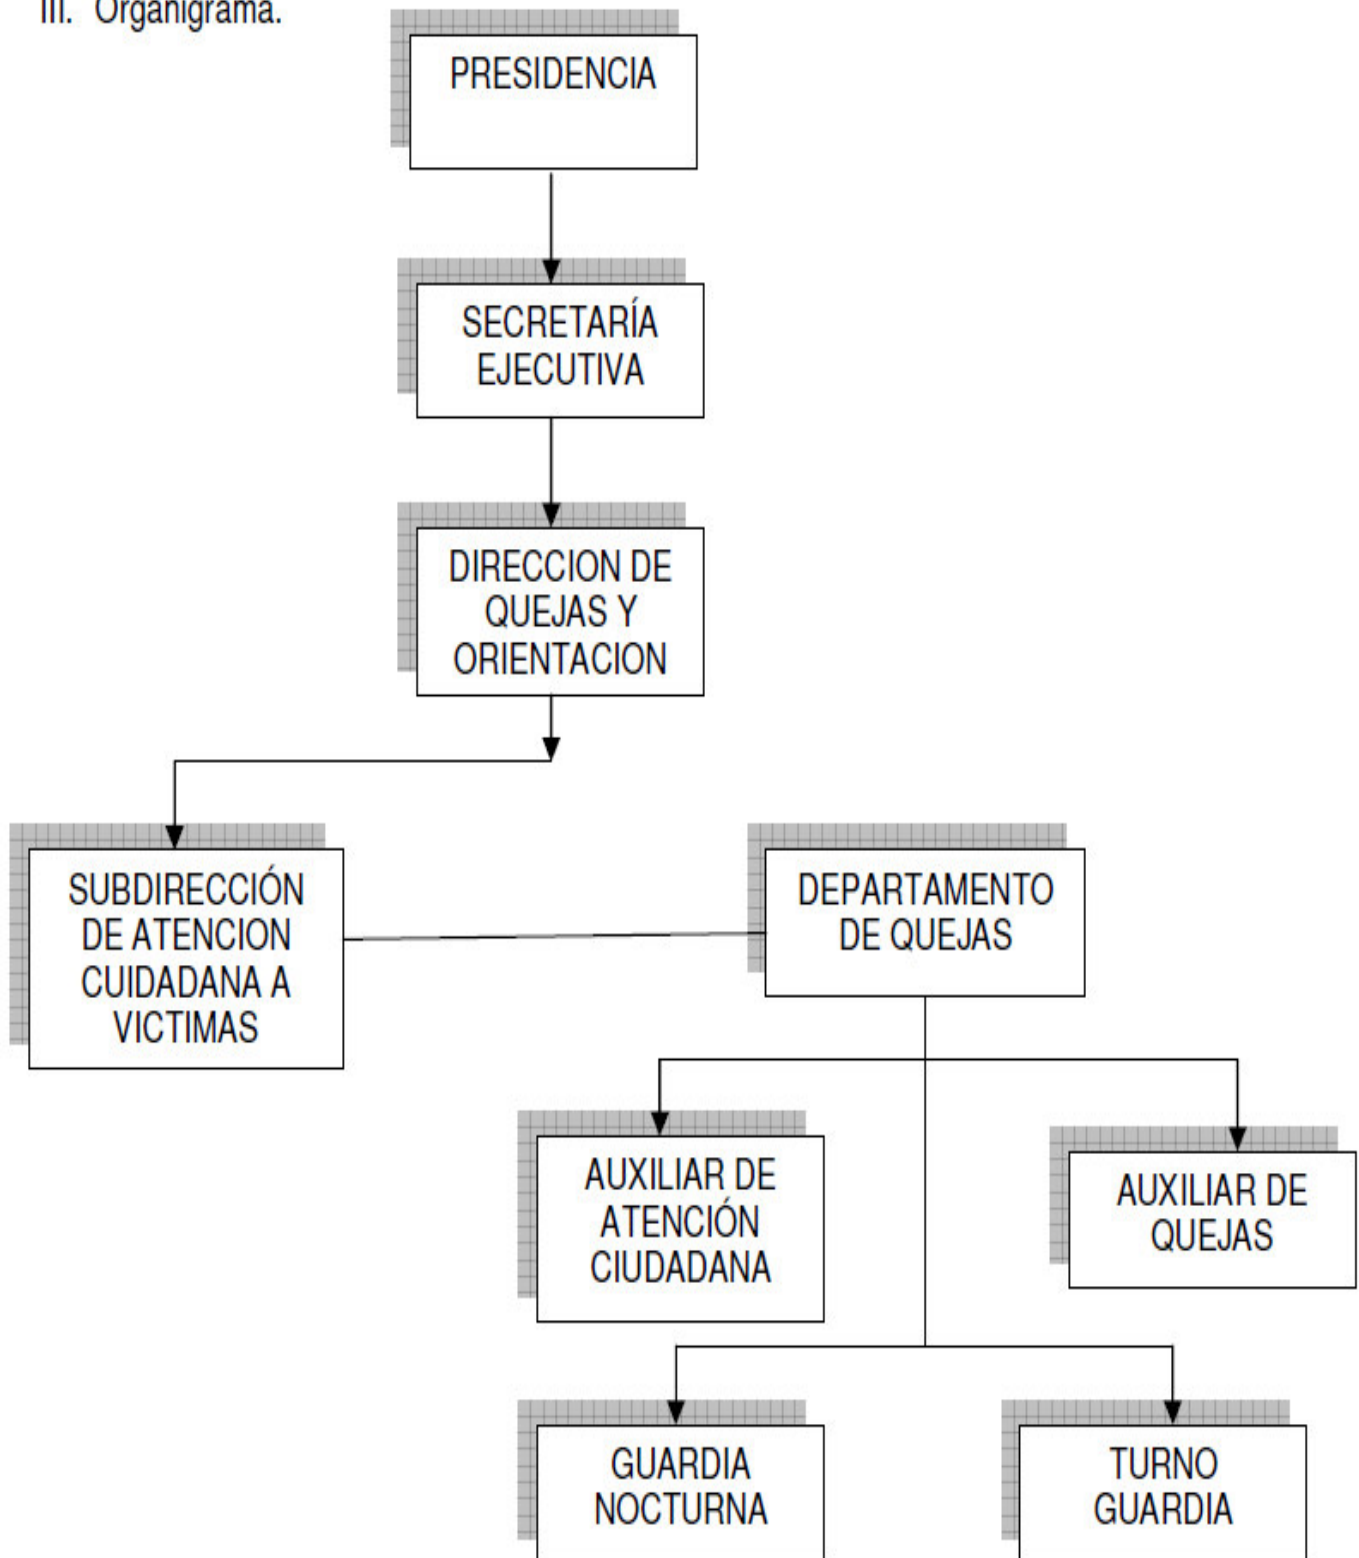 III. Organigrama.
PRESIDENCIA
SECRETARÍA
EJECUTIVA
DIRECCION DE
QUEJAS Y
ORIENTACION
SUBDIRECCIÓN
DE ATENCION
CUIDADANA A
VICTIMAS
DEPARTAMENTO
DE QUEJAS
AUXILIAR DE
ATENCIÓN
CIUDADANA
AUXILIAR DE
QUEJAS
GUARDIA
NOCTURNA
TURNO
GUARDIA